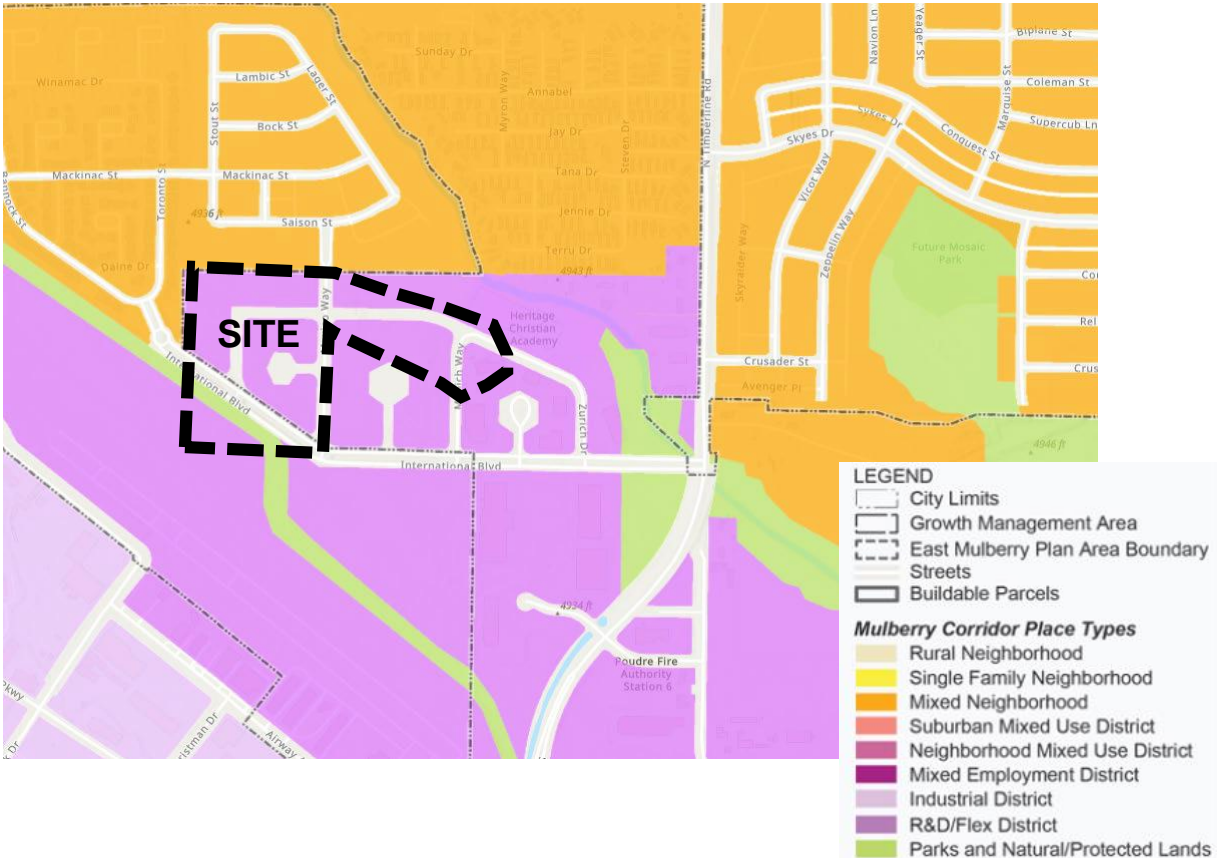 Sunday Dr
Winamac Dr
Lambic St
Lager St
Stout St
Bock St
Mackinac St
Mackinac St
Toronto St
Saison St
4936 ft
Daine Dr
Myron Way
Annabel
Jay Dr
Steven Dr
Tana Dr
Jennie Dr
Terru Dr
4943 ft
N Timberline Rd
Navion Ln
Yeager St
Biplane St
Coleman St
Marquise St
Supercub Ln
Sykes Dr
Skyes Dr
Conquest St
Vicot Way
Zeppelin Way
Skyraider Way
Future Mosaic
Park
Crusader St
Avenger Pl
4946 ft
SITE
Heritage
Christian
Academy
Way
Way
Zurich Dr
International Blvd
International Blvd
4934 ft
Poudre Fire
Authority
Station 6
Airway
LEGEND
City Limits
Growth Management Area
East Mulberry Plan Area Boundary
Streets
Buildable Parcels
Mulberry Corridor Place Types
Rural Neighborhood
Single Family Neighborhood
Mixed Neighborhood
Suburban Mixed Use District
Neighborhood Mixed Use District
Mixed Employment District
Industrial District
R&D/Flex District
Parks and Natural/Protected Lands